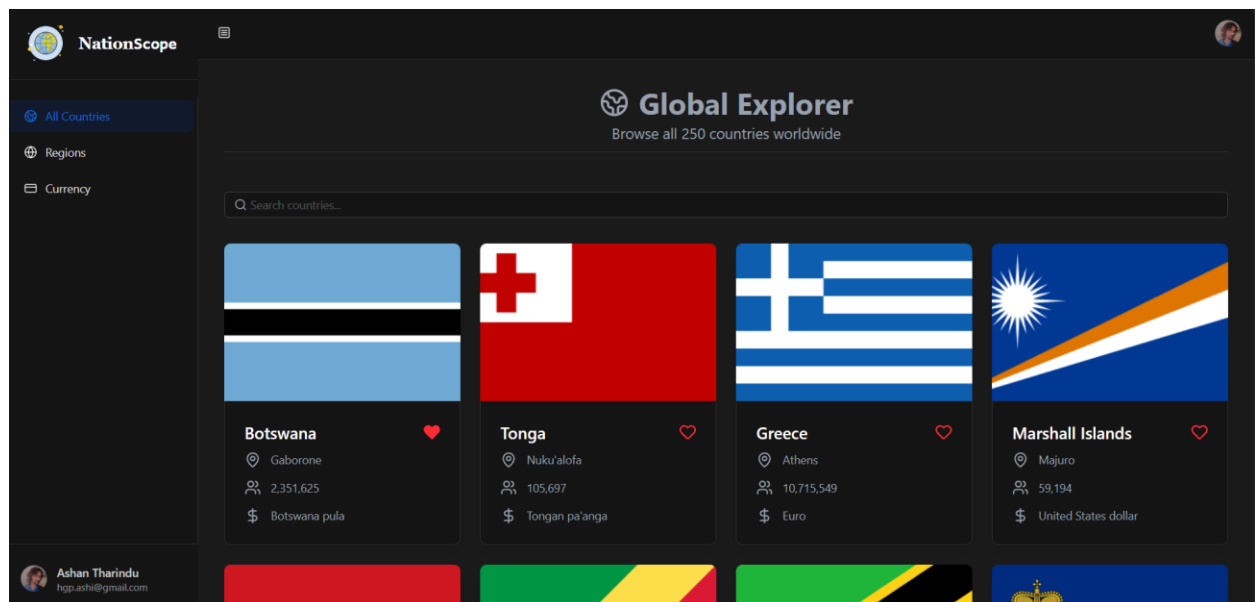 NationScope
All Countries
Regions
Currency
Global Explorer
Browse all 250 countries worldwide
Search countries...
Botswana
Gaborone
2,351,625
Botswana pula
Tonga
Nuku'alofa
105,697
Tongan pa'anga
Greece
Athens
10,715,549
Euro
Marshall Islands
Majuro
59,194
United States dollar
Ashan Tharindu
hgp.ashi@gmail.com